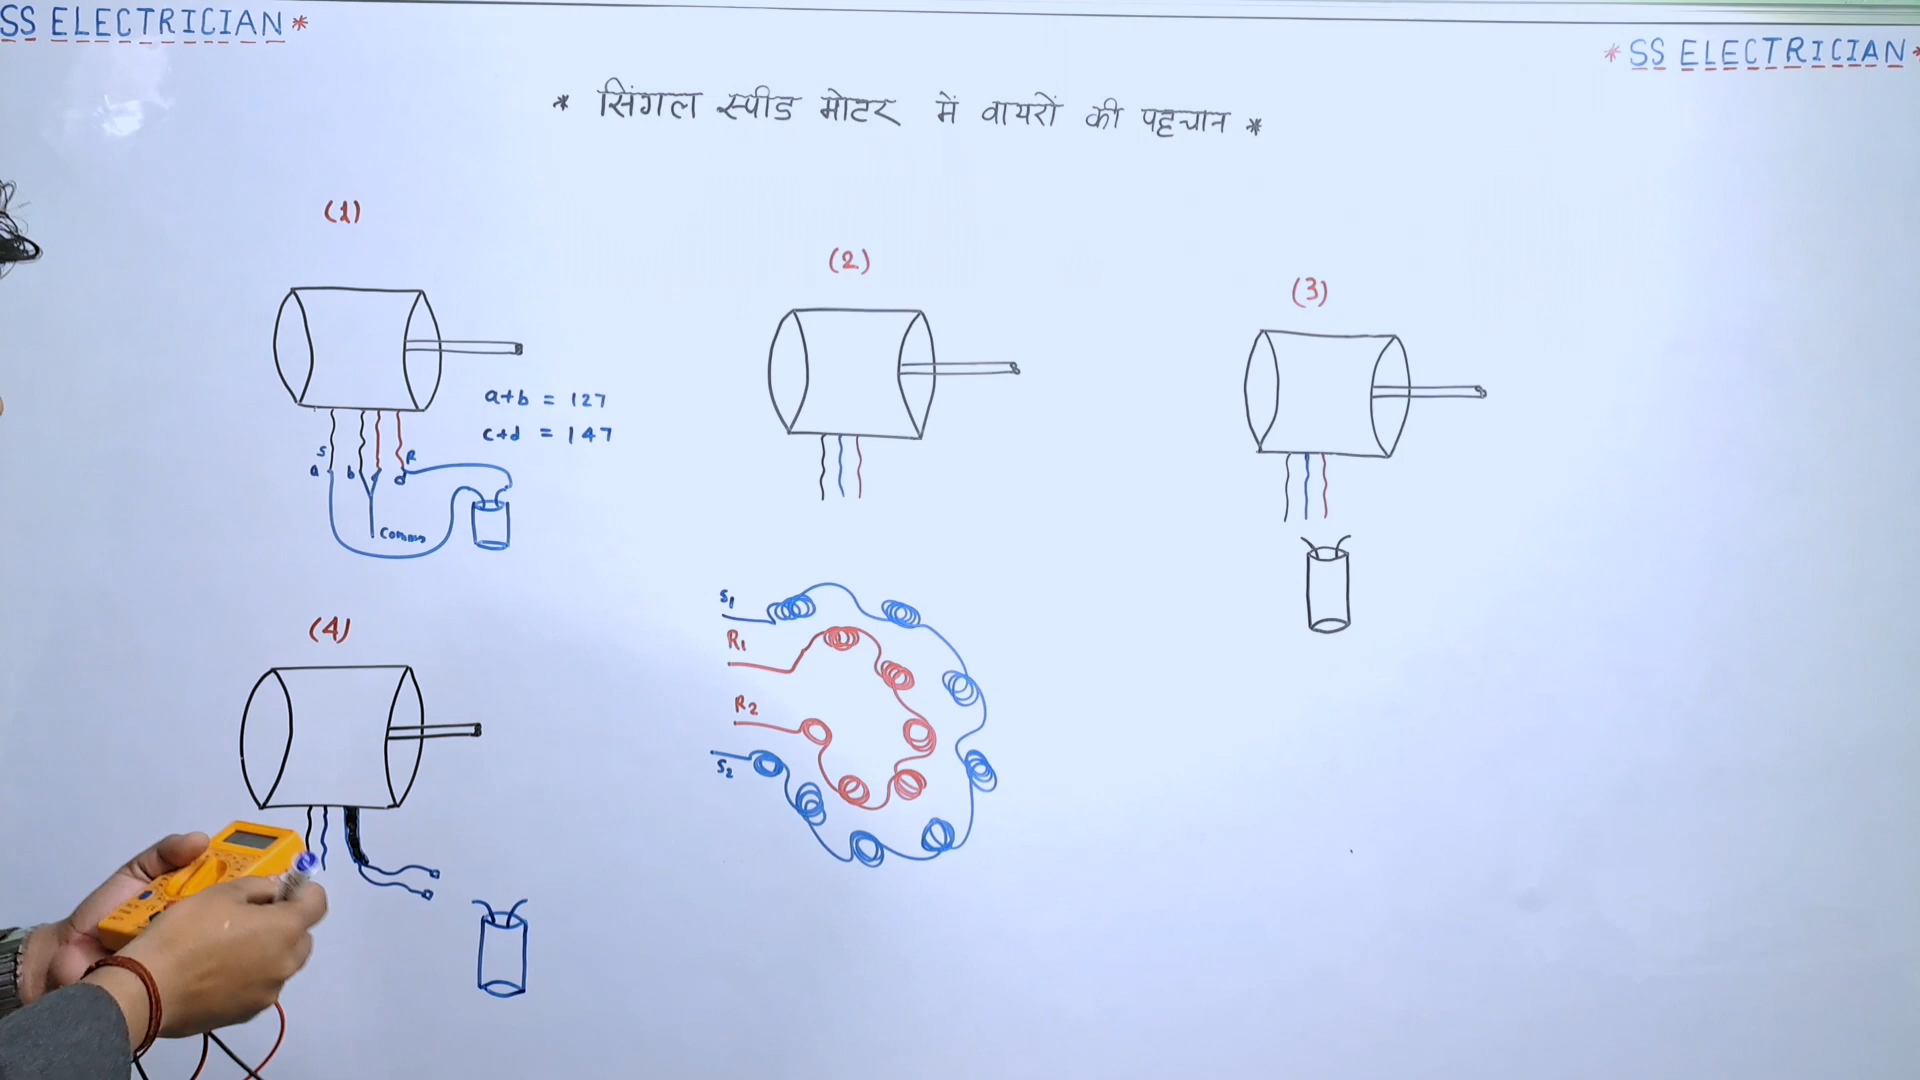 SS ELECTRICIAN*
*SS ELECTRICIAN*
* सिंगल स्पीड मोटर में वायरों की पहचान *
(1)
(2)
(3)
a+b = 127
c+d = 147
S
R
a
b
c
d
Common
(4)
S1
R1
R2
S2